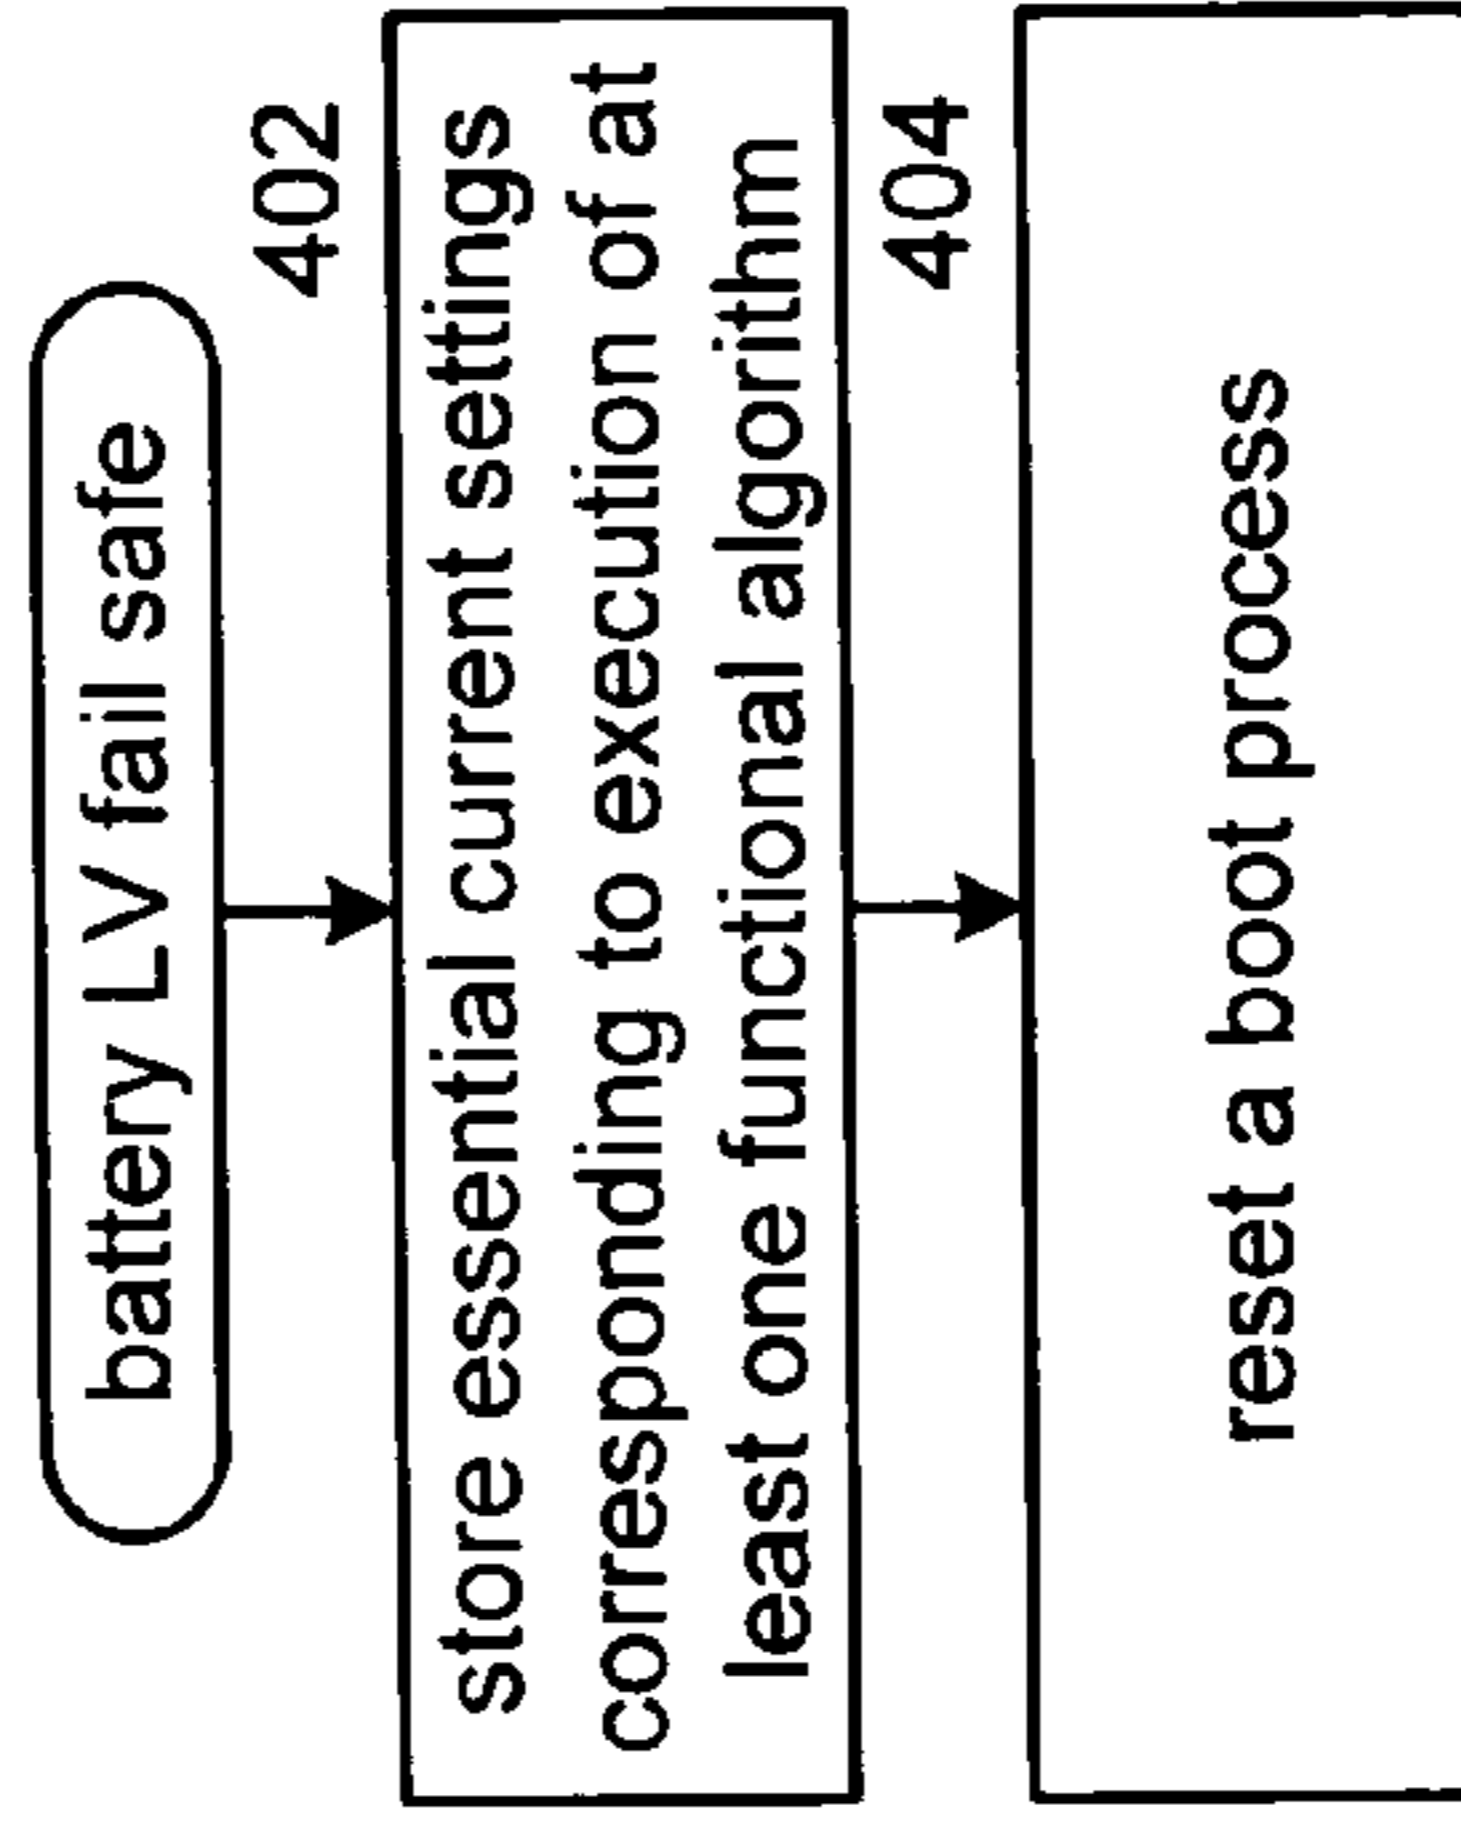 battery LV fail safe
402
store essential current settings
corresponding to execution of at
least one functional algorithm
404
reset a boot process